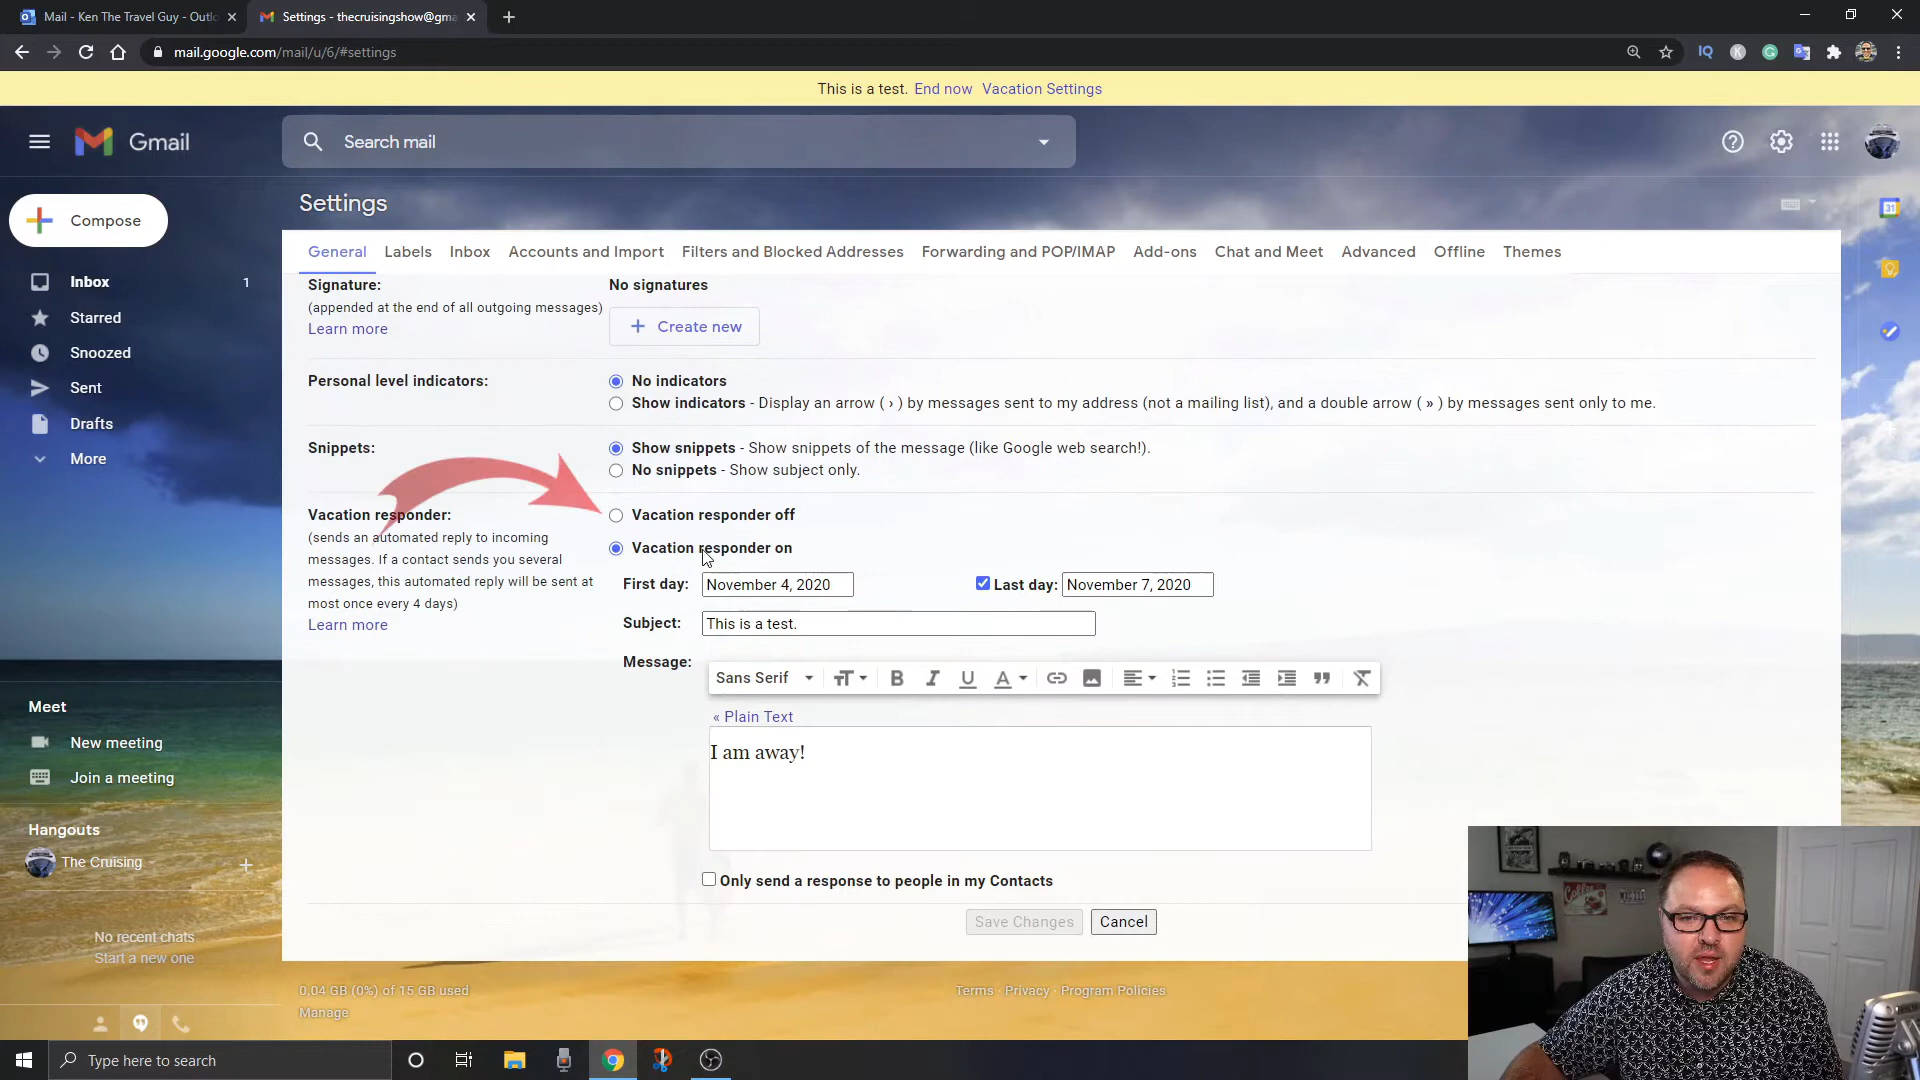 Mail - Ken The Travel Guy - Outlo
Settings - thecruisingshow@gma
mail.google.com/mail/u/6/#settings
This is a test. End now Vacation Settings
Gmail
Search mail
Settings
Compose
General Labels Inbox Accounts and Import Filters and Blocked Addresses Forwarding and POP/IMAP Add-ons Chat and Meet Advanced Offline Themes
Inbox 1
Starred
Snoozed
Sent
Drafts
More
Signature:
(appended at the end of all outgoing messages)
Learn more
No signatures
Create new
Personal level indicators:
No indicators
Show indicators - Display an arrow ( › ) by messages sent to my address (not a mailing list), and a double arrow ( » ) by messages sent only to me.
Snippets:
Show snippets - Show snippets of the message (like Google web search!).
No snippets - Show subject only.
Vacation responder:
(sends an automated reply to incoming
messages. If a contact sends you several
messages, this automated reply will be sent at
most once every 4 days)
Learn more
Vacation responder off
Vacation responder on
First day: November 4, 2020 Last day: November 7, 2020
Subject: This is a test.
Message:
Sans Serif
« Plain Text
I am away!
Only send a response to people in my Contacts
Save Changes Cancel
Meet
New meeting
Join a meeting
Hangouts
The Cruising
No recent chats
Start a new one
0.04 GB (0%) of 15 GB used
Manage
Terms - Privacy - Program Policies
Type here to search